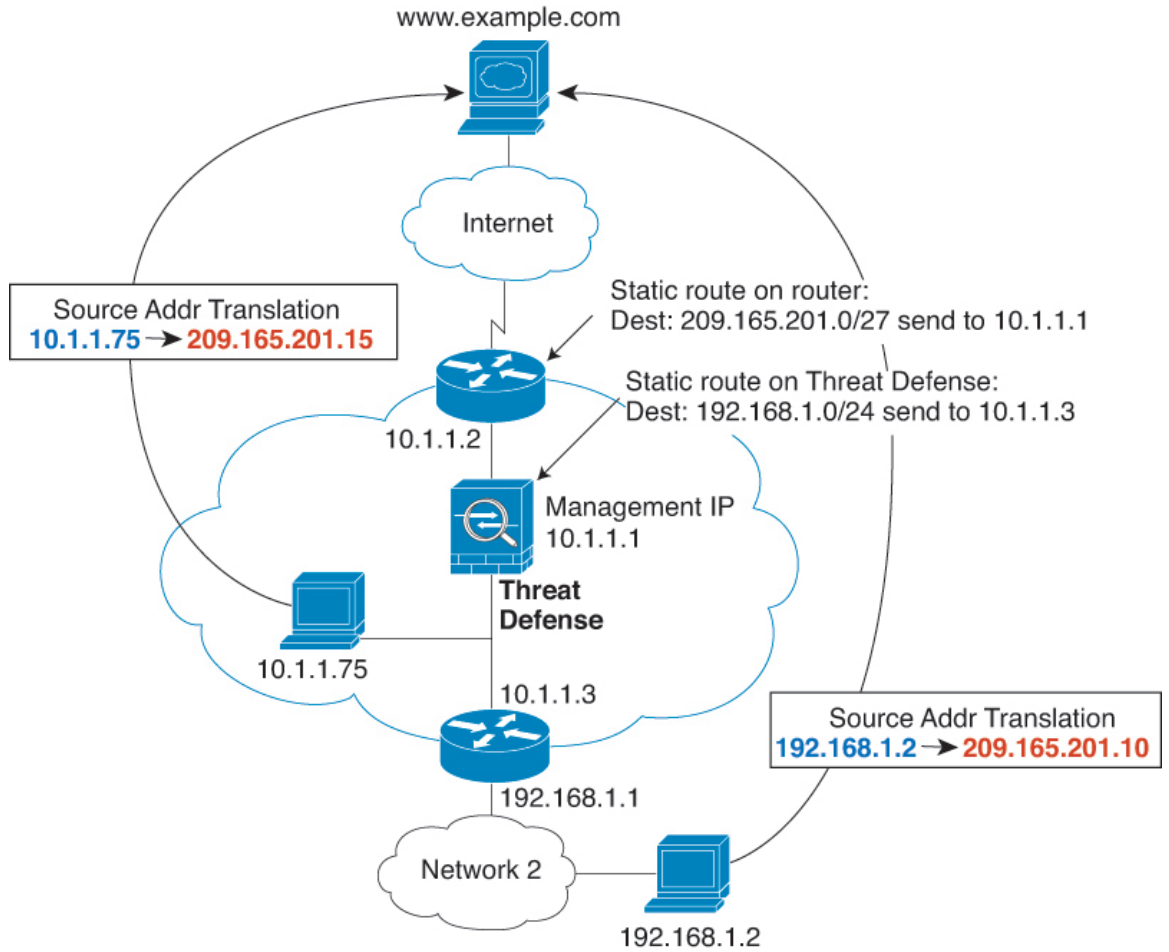 www.example.com
Internet
Source Addr Translation
10.1.1.75 → 209.165.201.15
Static route on router:
Dest: 209.165.201.0/27 send to 10.1.1.1
Static route on Threat Defense:
Dest: 192.168.1.0/24 send to 10.1.1.3
10.1.1.2
Management IP
10.1.1.1
Threat
Defense
10.1.1.75
10.1.1.3
Source Addr Translation
192.168.1.2 → 209.165.201.10
192.168.1.1
Network 2
192.168.1.2